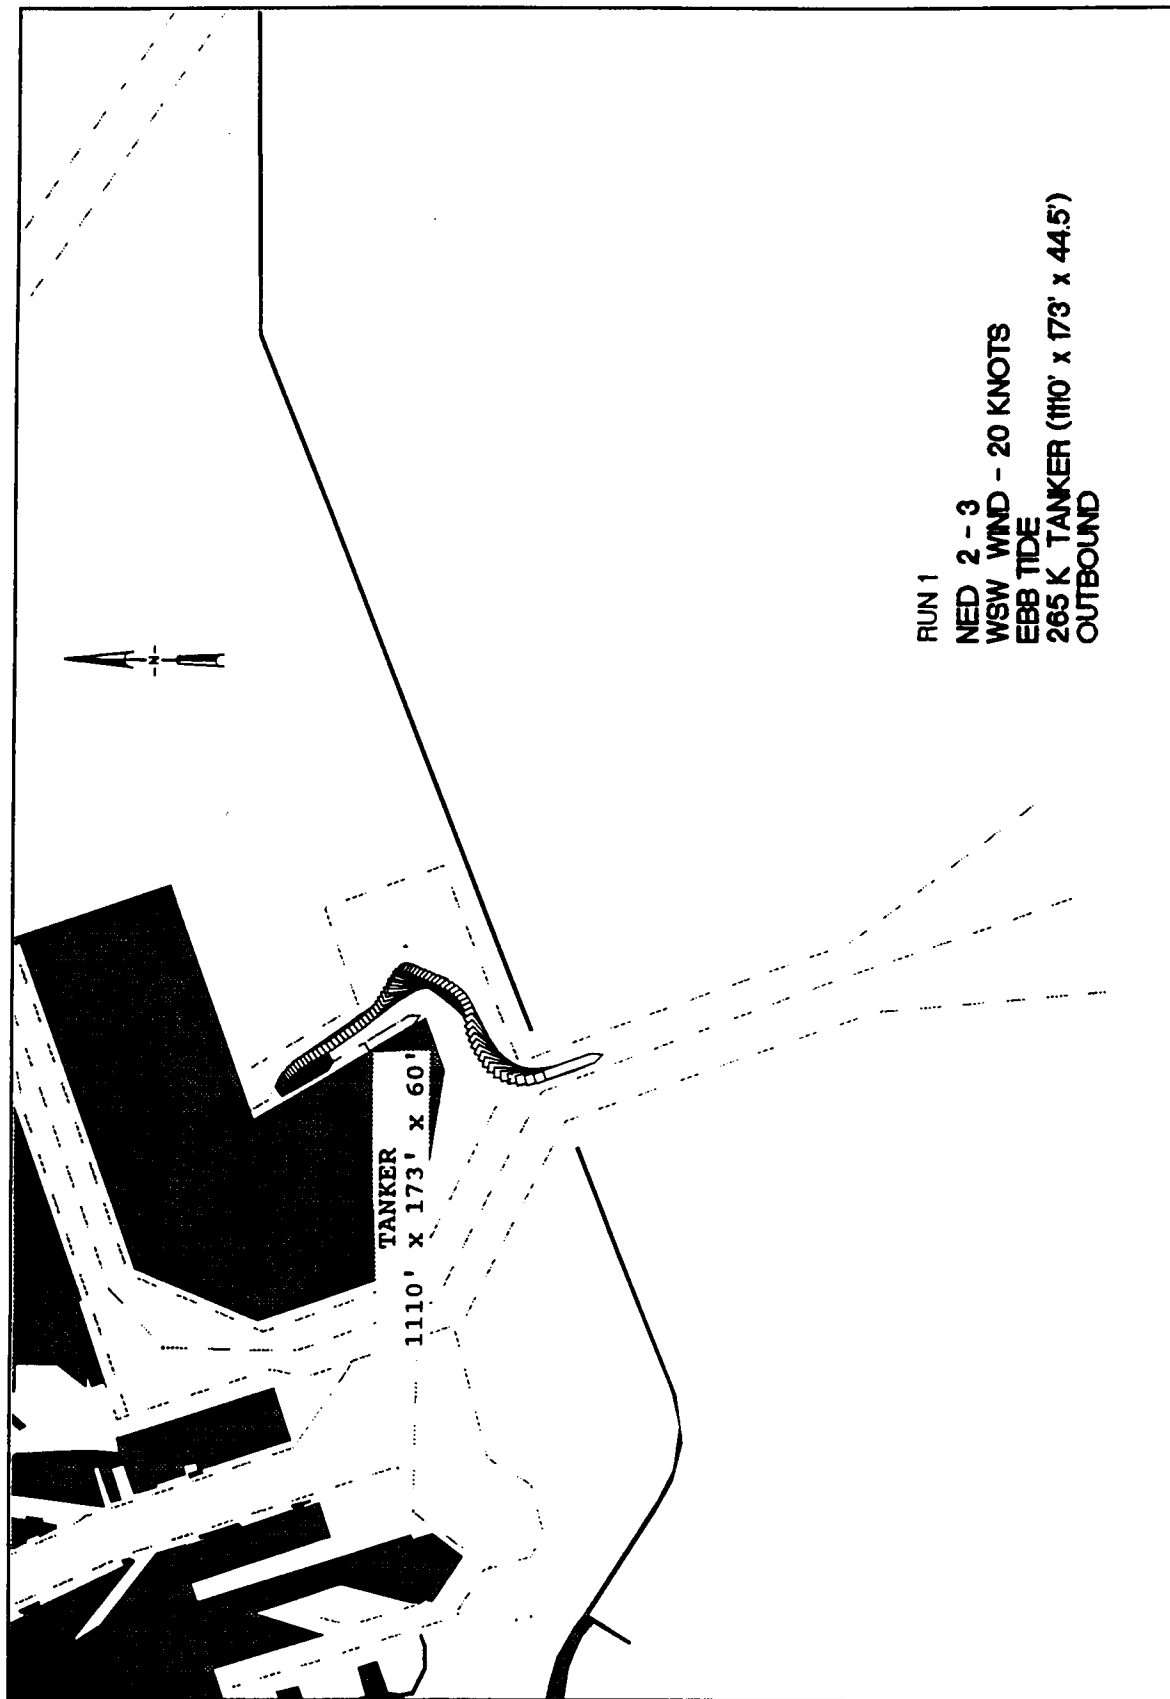 N
TANKER
1110' x 173' x 60'
RUN 1
NED 2 - 3
WSW WIND - 20 KNOTS
EBB TIDE
265 K TANKER (1110' x 173' x 44.5')
OUTBOUND